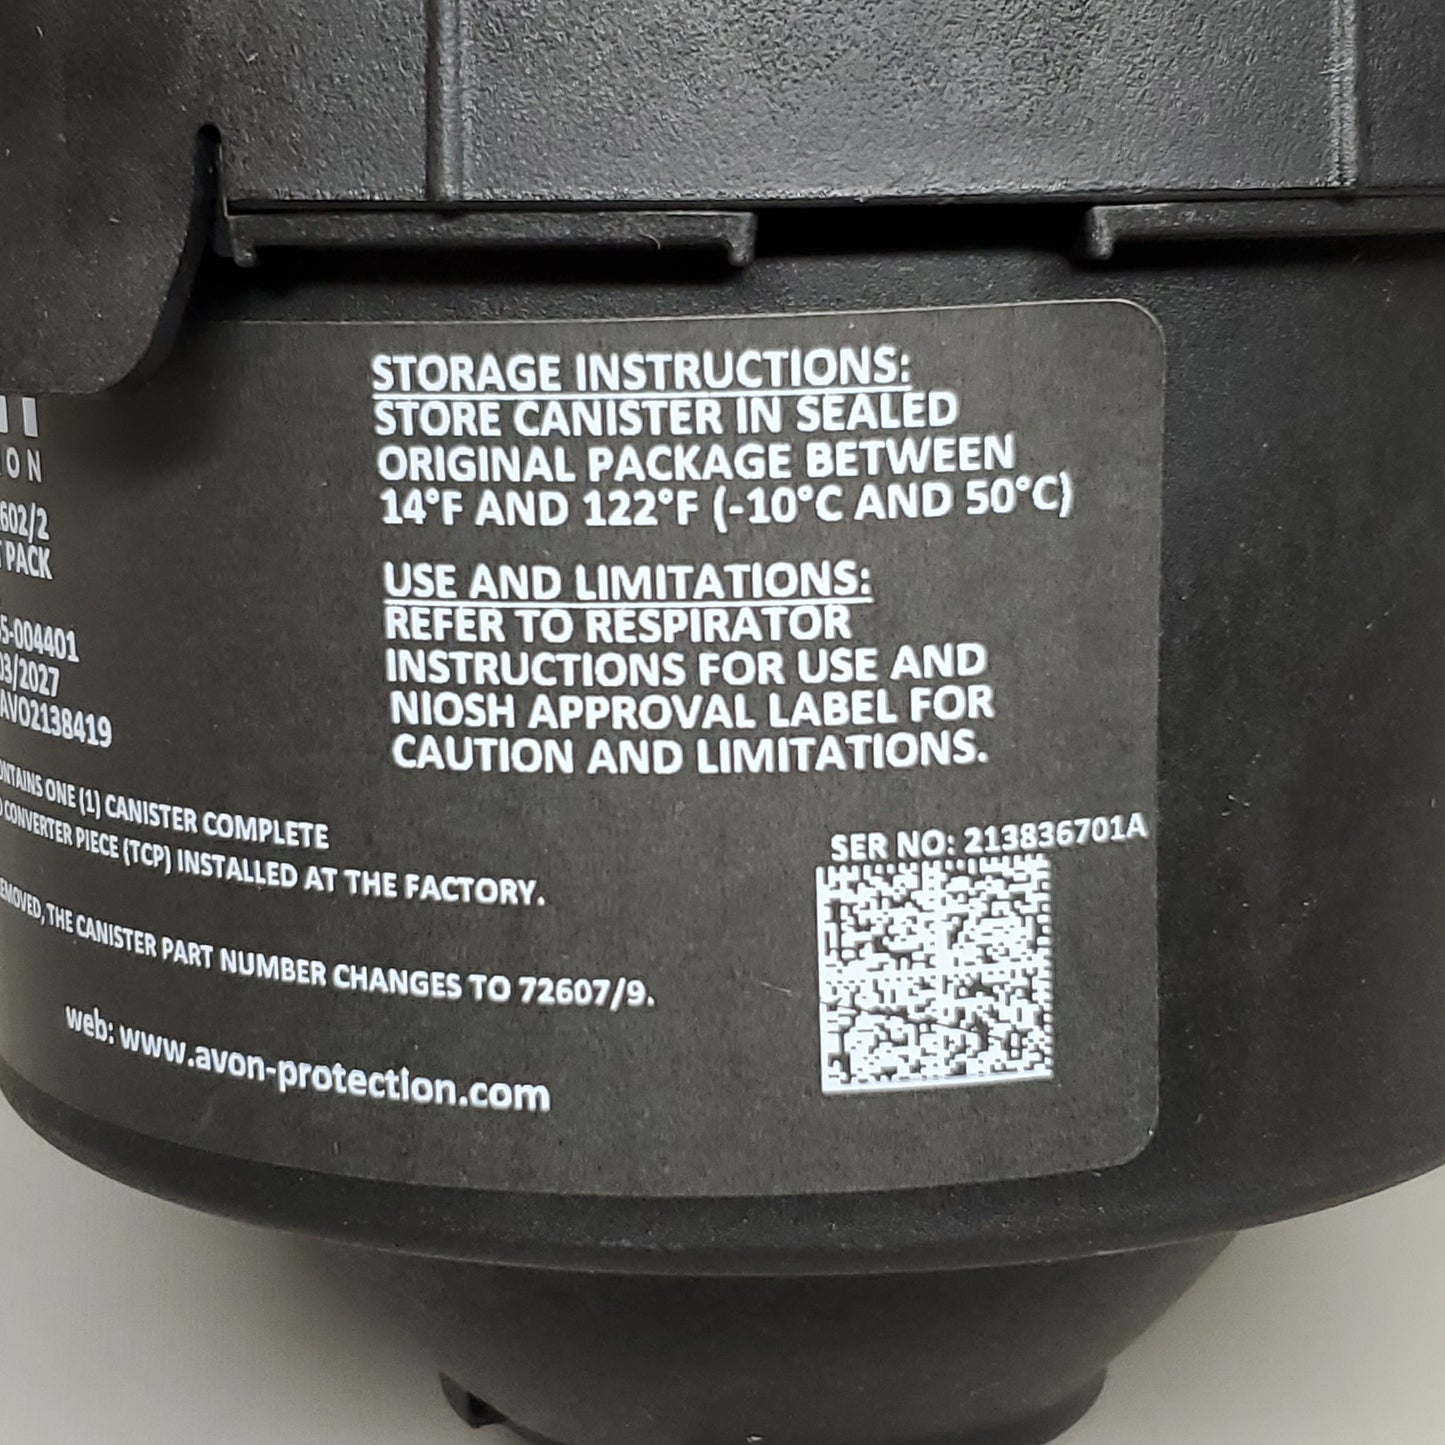 STORAGE INSTRUCTIONS:
STORE CANISTER IN SEALED
ORIGINAL PACKAGE BETWEEN
14°F AND 122°F (-10°C AND 50°C)
USE AND LIMITATIONS:
REFER TO RESPIRATOR
INSTRUCTIONS FOR USE AND
NIOSH APPROVAL LABEL FOR
CAUTION AND LIMITATIONS.
SER NO: 213836701A
ION
602/2
PACK
5-004401
03/2027
AVO2138419
ONTAINS ONE (1) CANISTER COMPLETE
CONVERTER PIECE (TCP) INSTALLED AT THE FACTORY.
EMOVED, THE CANISTER PART NUMBER CHANGES TO 72607/9.
web: www.avon-protection.com